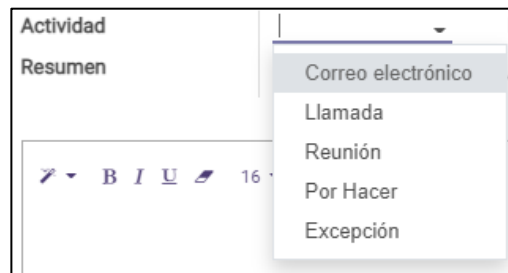 Actividad
Resumen
Correo electrónico
Llamada
Reunión
Por Hacer
Excepción
B I U 16